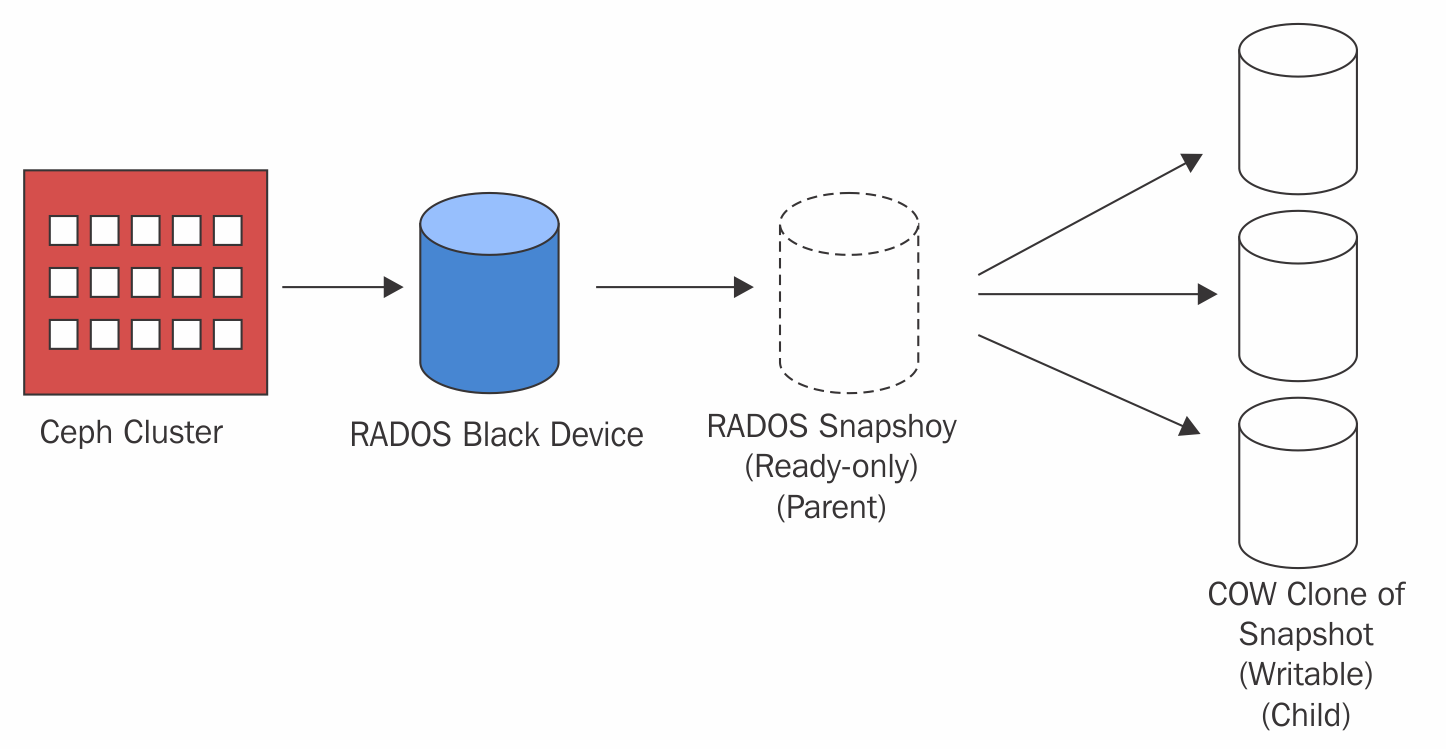 Ceph Cluster
RADOS Black Device
RADOS Snapshoy
(Ready-only)
(Parent)
COW Clone of
Snapshot
(Writable)
(Child)